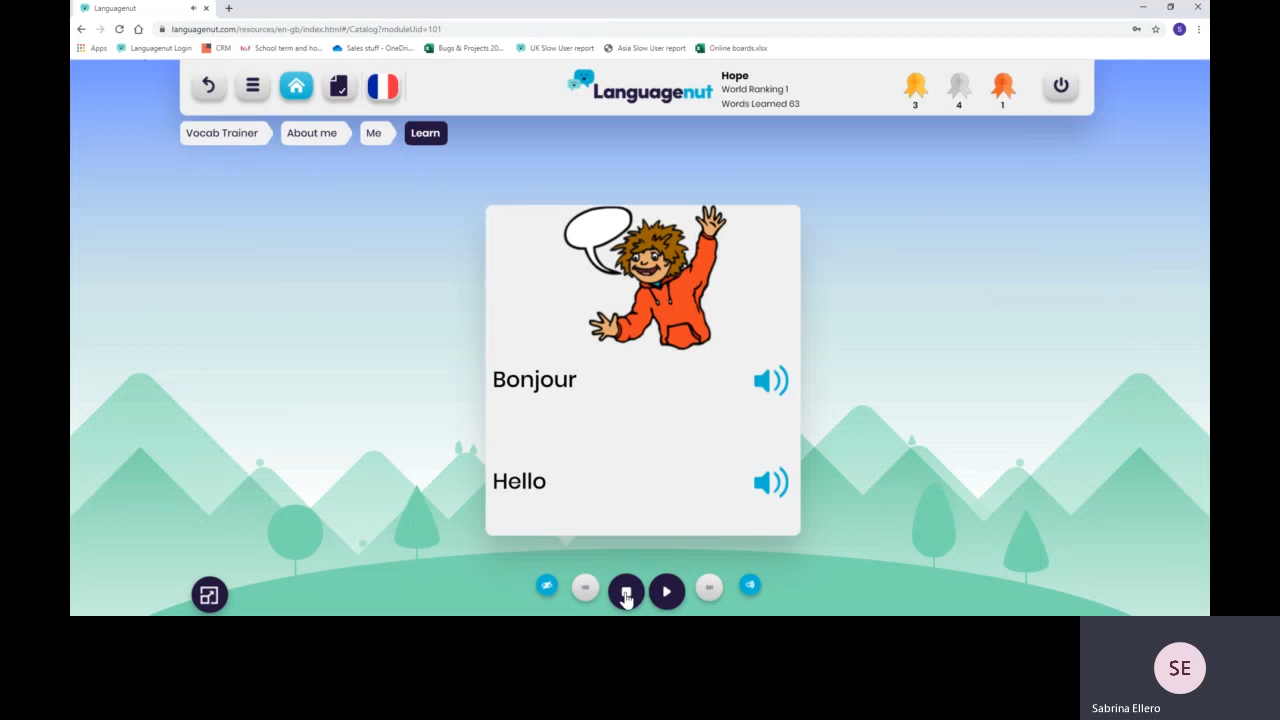 Languagenut
languagenut.com/resources/en-gb/index.html#/Catalog?moduleUid=101
S
Apps
Languagenut Login
CRM
School term and ho...
Sales stuff - OneDri...
Bugs & Projects 20...
UK Slow User report
Asia Slow User report
Online boards.xlsx
Languagenut
Hope
World Ranking 1
Words Learned 63
3
4
1
Vocab Trainer
About me
Me
Learn
Bonjour
Hello
SE
Sabrina Ellero